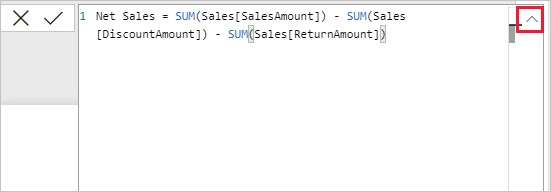 1 Net Sales = SUM(Sales[SalesAmount]) - SUM(Sales
[DiscountAmount]) - SUM(Sales[ReturnAmount])